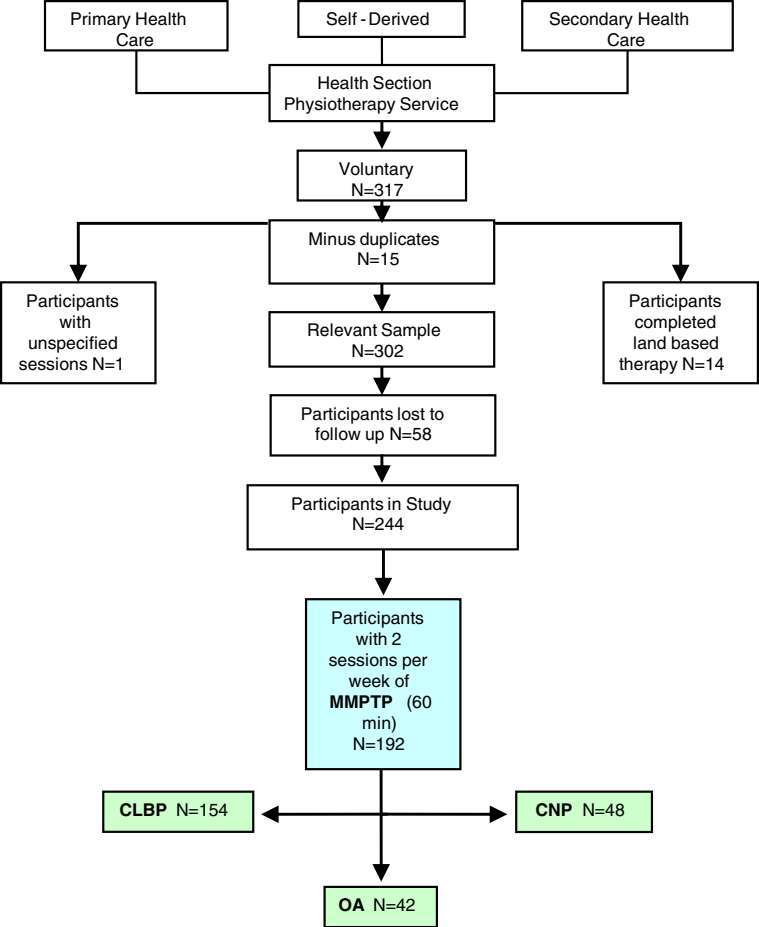 Primary Health
Care
Self-Derived
Secondary Health
Care
Health Section
Physiotherapy Service
Voluntary
N=317
Minus duplicates
N=15
Participants
with
unspecified
sessions N=1
Participants
completed
land based
therapy N=14
Relevant Sample
N=302
Participants lost to
follow up N=58
Participants in Study
N=244
Participants
with 2
sessions per
week of
MMPTP (60
min)
N=192
CLBP N=154
CNP N=48
OA N=42